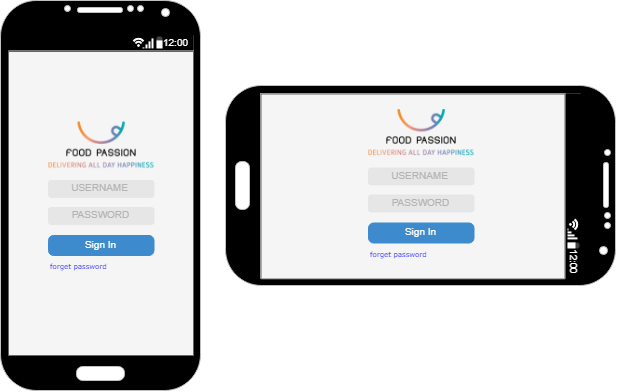 12:00
FOOD PASSION
DELIVERING ALL DAY HAPPINESS
USERNAME
PASSWORD
Sign In
forget password
FOOD PASSION
DELIVERING ALL DAY HAPPINESS
USERNAME
PASSWORD
Sign In
forget password
12:00